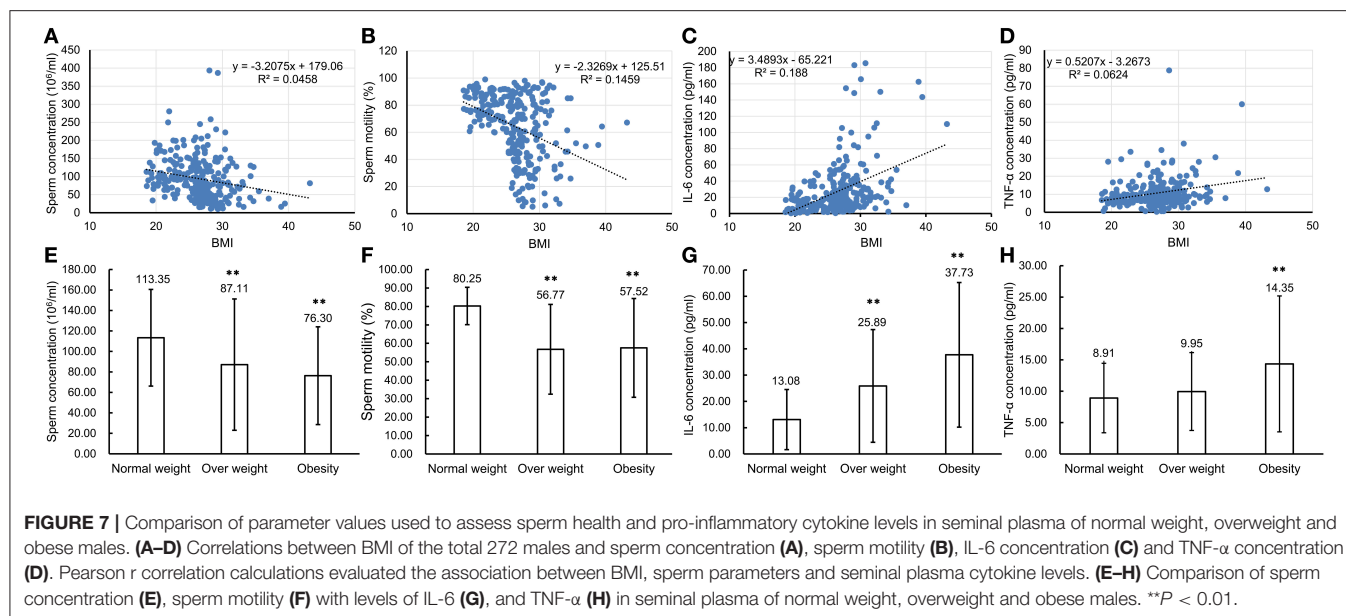 A
Sperm concentration (10⁶/ml)
450
400
350
300
250
200
150
100
50
0
y = -3.2075x + 179.06
R² = 0.0458
10 20 30 40 50
BMI
B
Sperm motility (%)
120
100
80
60
40
20
0
y = -2.3269x + 125.51
R² = 0.1459
10 20 30 40 50
BMI
C
IL-6 concentration (pg/ml)
200
180
160
140
120
100
80
60
40
20
0
y = 3.4893x - 65.221
R² = 0.188
10 20 30 40 50
BMI
D
TNF-α concentration (pg/ml)
90
80
70
60
50
40
30
20
10
0
y = 0.5207x - 3.2673
R² = 0.0624
10 20 30 40 50
BMI
E
Sperm concentration (10⁶/ml)
180.00
160.00
140.00
120.00
100.00
80.00
60.00
40.00
20.00
0.00
113.35
**
87.11
**
76.30
Normal weight Over weight Obesity
F
Sperm motility (%)
100.00
90.00
80.00
70.00
60.00
50.00
40.00
30.00
20.00
10.00
0.00
80.25
**
56.77
**
57.52
Normal weight Over weight Obesity
G
IL-6 concentration (pg/ml)
70.00
60.00
50.00
40.00
30.00
20.00
10.00
0.00
13.08
**
25.89
**
37.73
Normal weight Over weight Obesity
H
TNF-α concentration (pg/ml)
30.00
25.00
20.00
15.00
10.00
5.00
0.00
8.91
9.95
**
14.35
Normal weight Over weight Obesity
FIGURE 7 | Comparison of parameter values used to assess sperm health and pro-inflammatory cytokine levels in seminal plasma of normal weight, overweight and
obese males. (A–D) Correlations between BMI of the total 272 males and sperm concentration (A), sperm motility (B), IL-6 concentration (C) and TNF-α concentration
(D). Pearson r correlation calculations evaluated the association between BMI, sperm parameters and seminal plasma cytokine levels. (E–H) Comparison of sperm
concentration (E), sperm motility (F) with levels of IL-6 (G), and TNF-α (H) in seminal plasma of normal weight, overweight and obese males. **P < 0.01.